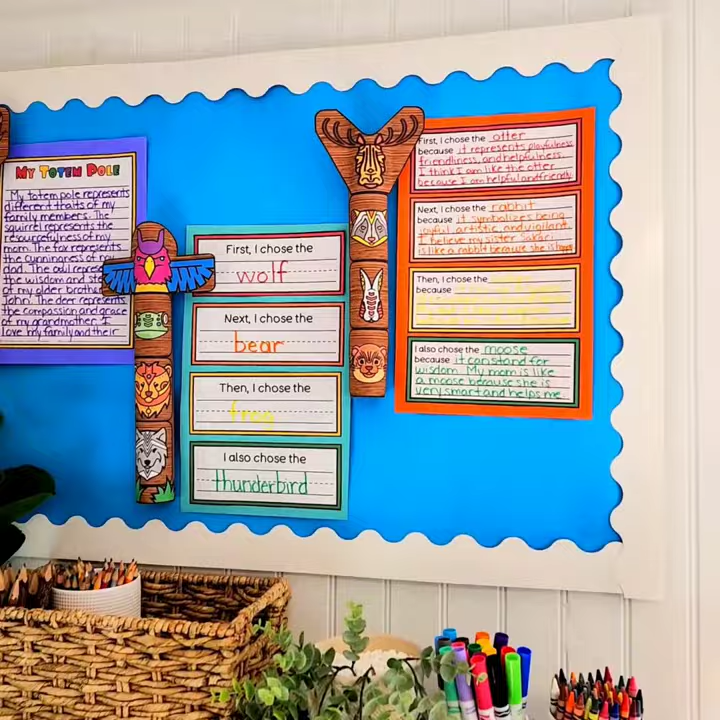 My Totem Pole
My totem pole represents
different traits of my
family members. The
squirrel represents the
resourcefulness of my
mom. The fox represents
the cunningness of my
dad. The owl repre
the wisdom and st
of my elder brothe
John. The deer represents
the compassion and grace
of my grandmother. I
love my family and their
First, I chose the
wolf
Next, I chose the
bear
Then, I chose the
frog
I also chose the
thunderbird
First, I chose the otter
because it represents playfulness,
friendliness, and helpfulness.
I think I am like the otter
because I am helpful and friendly.
Next, I chose the rabbit
because it symbolizes being
joyful, artistic, and vigilant.
I believe my sister
is like a rabbit because she is
Then, I chose the
because
I also chose the moose
because it can stand for
wisdom. My mom is like
a moose because she is
very smart and helps me.